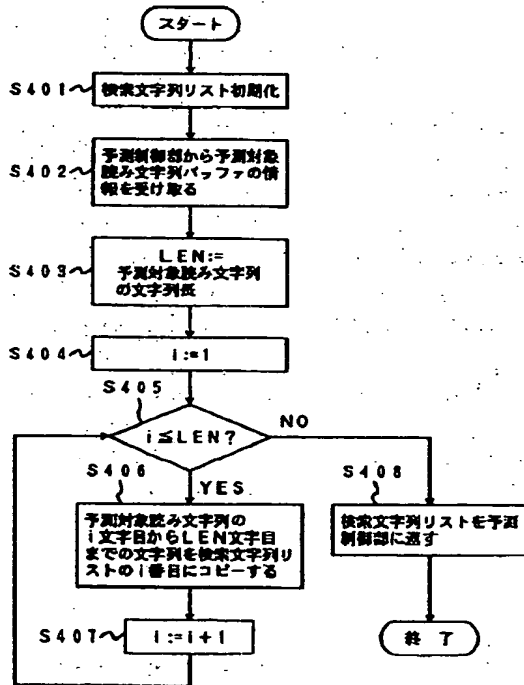 スタート
S401
検索文字列リスト初期化
S402
予測制御部から予測対象
読み文字列バッファの情
報を受け取る
S403
LEN:=
予測対象読み文字列
の文字列長
S404
i:=1
S405
i≦LEN?
NO
YES
S406
予測対象読み文字列の
i文字目からLEN文字目
までの文字列を検索文字列リ
ストのi番目にコピーする
S407
i:=i+1
S408
検索文字列リストを予測
制御部に返す
終了